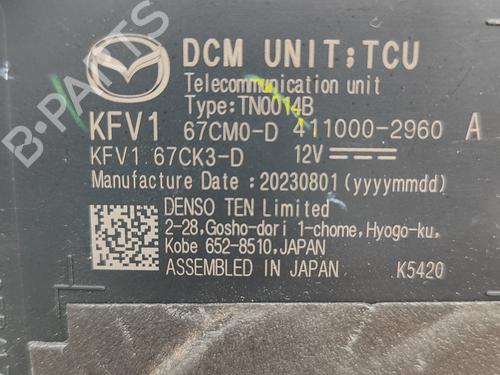 DCM UNIT;TCU
Telecommunication unit
Type:TN0014B
KFV1 67CM0-D 411000-2960 A
KFV1 67CK3-D 12V
Manufacture Date : 20230801 (yyyymmdd)
DENSO TEN Limited
2-28,Gosho-dori 1-chome,Hyogo-ku,
Kobe 652-8510,JAPAN
ASSEMBLED IN JAPAN K5420
B-PARTS